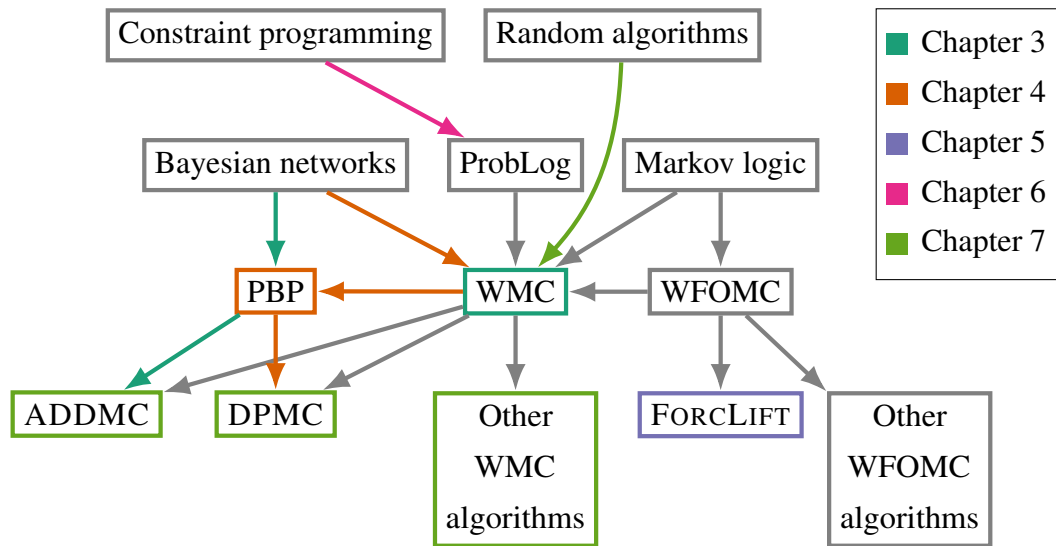 Constraint programming
Random algorithms
Chapter 3
Chapter 4
Chapter 5
Chapter 6
Chapter 7
Bayesian networks
ProbLog
Markov logic
PBP
WMC
WFOMC
ADDMC
DPMC
Other
WMC
algorithms
FORCLIFT
Other
WFOMC
algorithms